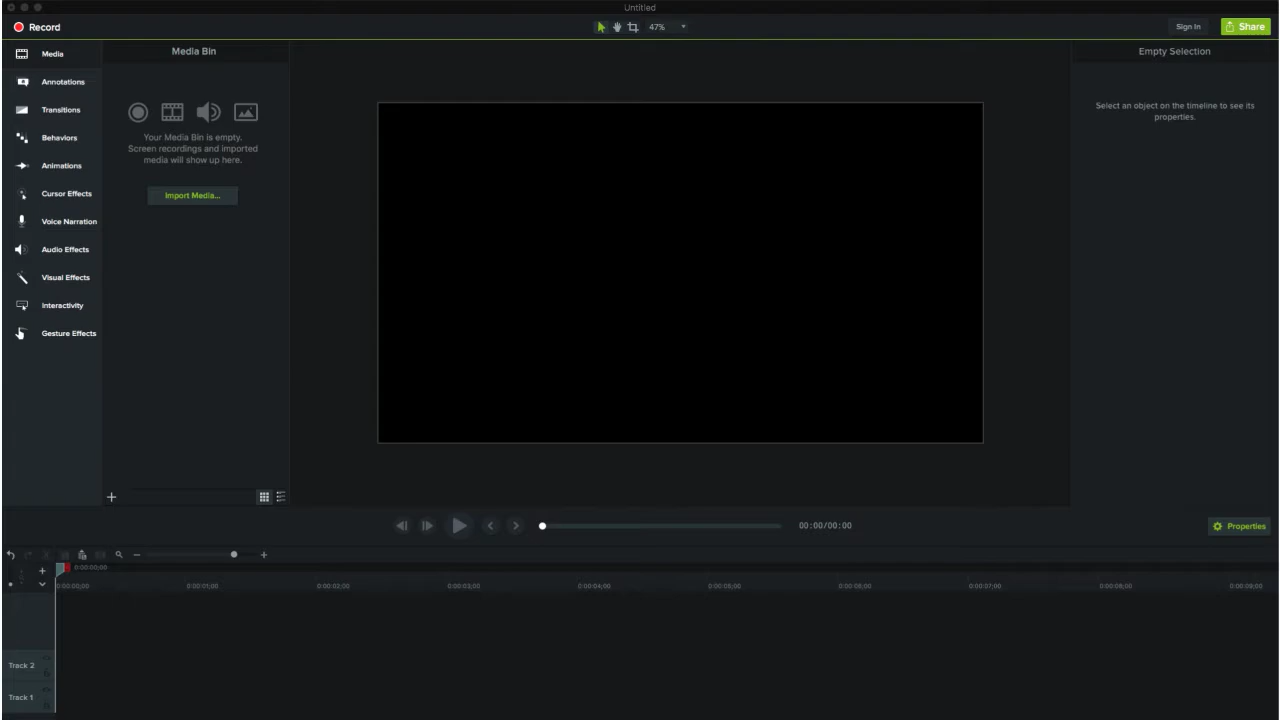 Untitled
Record
47%
Sign In
Share
Media
Media Bin
Empty Selection
Annotations
Transitions
Behaviors
Animations
Cursor Effects
Voice Narration
Audio Effects
Visual Effects
Interactivity
Gesture Effects
Your Media Bin is empty.
Screen recordings and imported
media will show up here.
Import Media...
Select an object on the timeline to see its
properties.
00:00/00:00
Properties
0:00:00;00
0:00:00;00 0:00:01;00 0:00:02;00 0:00:03;00 0:00:04;00 0:00:05;00 0:00:06;00 0:00:07;00 0:00:08;00 0:00:09;00
Track 2
Track 1